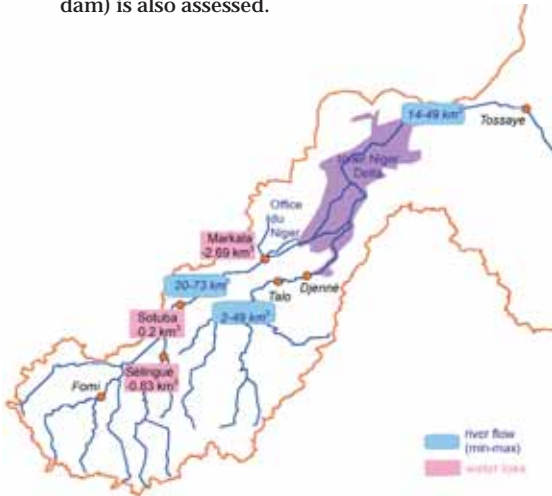 dam) is also assessed.
14-49 km³
Tossaye
Inner Niger
Delta
Office
du
Niger
Markala
-2.69 km³
20-73 km³
Talo
Djenné
Sotuba
0.2 km³
2-49 km³
Sélingué
-0.83 km³
Fomi
river flow
(min-max)
water loss